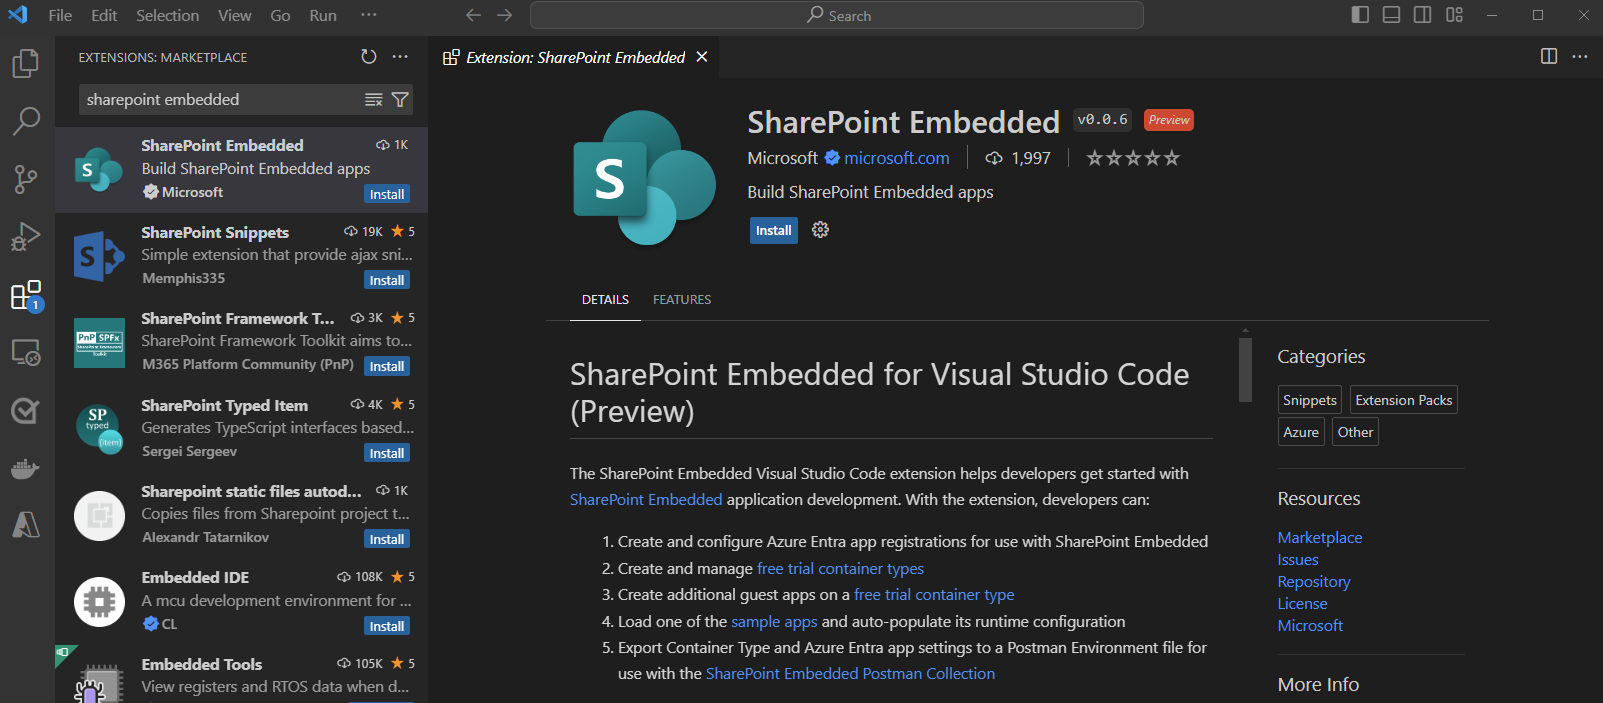 File Edit Selection View Go Run ···
Search
EXTENSIONS: MARKETPLACE
sharepoint embedded
SharePoint Embedded 1K
Build SharePoint Embedded apps
Microsoft Install
SharePoint Snippets 19K ★ 5
Simple extension that provide ajax sni...
Memphis335 Install
SharePoint Framework T... 3K ★ 5
SharePoint Framework Toolkit aims to...
M365 Platform Community (PnP) Install
SharePoint Typed Item 4K ★ 5
Generates TypeScript interfaces based...
Sergei Sergeev Install
Sharepoint static files autod... 1K
Copies files from Sharepoint project t...
Alexandr Tatarnikov Install
Embedded IDE 108K ★ 5
A mcu development environment for ...
CL Install
Embedded Tools 105K ★ 5
View registers and RTOS data when d...
1
S
S
PnP SPFx
Toolkit
SP
typed
{item}
Extension: SharePoint Embedded
S
SharePoint Embedded v0.0.6 Preview
Microsoft microsoft.com 1,997
Build SharePoint Embedded apps
Install
DETAILS FEATURES
SharePoint Embedded for Visual Studio Code
(Preview)
The SharePoint Embedded Visual Studio Code extension helps developers get started with
SharePoint Embedded application development. With the extension, developers can:
1. Create and configure Azure Entra app registrations for use with SharePoint Embedded
2. Create and manage free trial container types
3. Create additional guest apps on a free trial container type
4. Load one of the sample apps and auto-populate its runtime configuration
5. Export Container Type and Azure Entra app settings to a Postman Environment file for
use with the SharePoint Embedded Postman Collection
Categories
Snippets Extension Packs
Azure Other
Resources
Marketplace
Issues
Repository
License
Microsoft
More Info